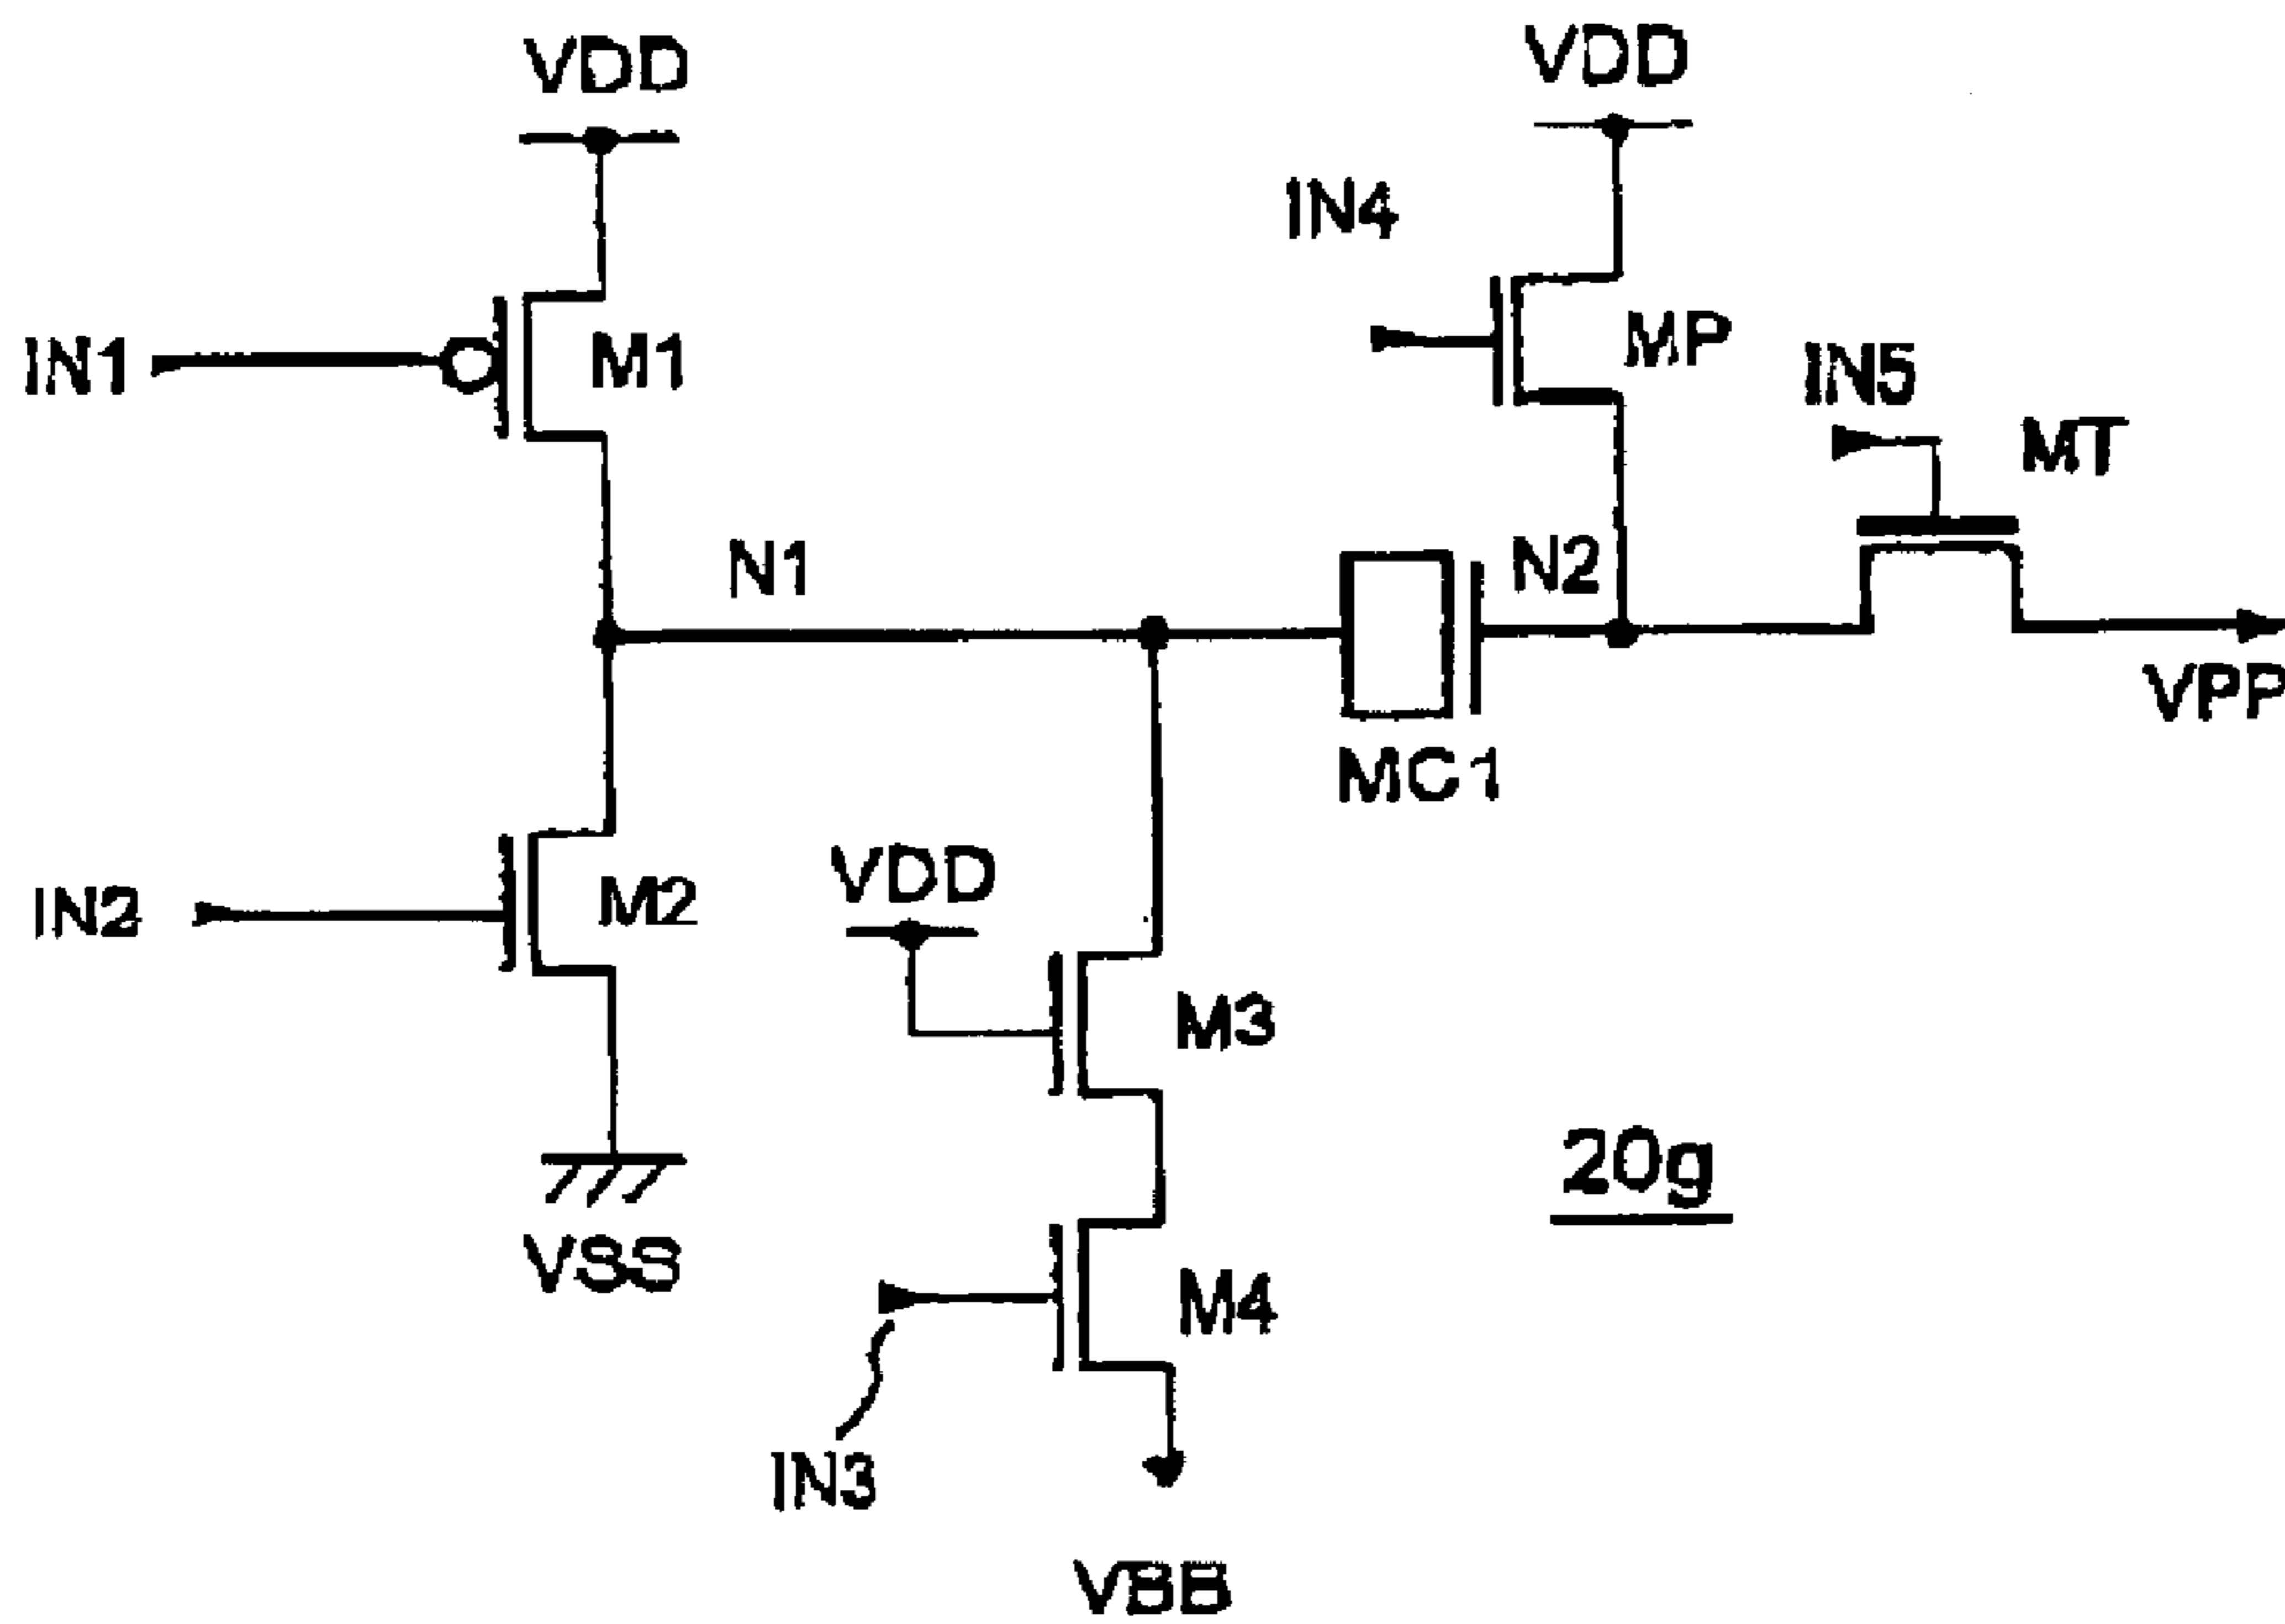 VDD
VDD
IN4
IN1
M1
MP
IN5
MT
N1
N2
VPP
MC1
IN2
M2
VDD
M3
20g
VSS
M4
IN3
VBB